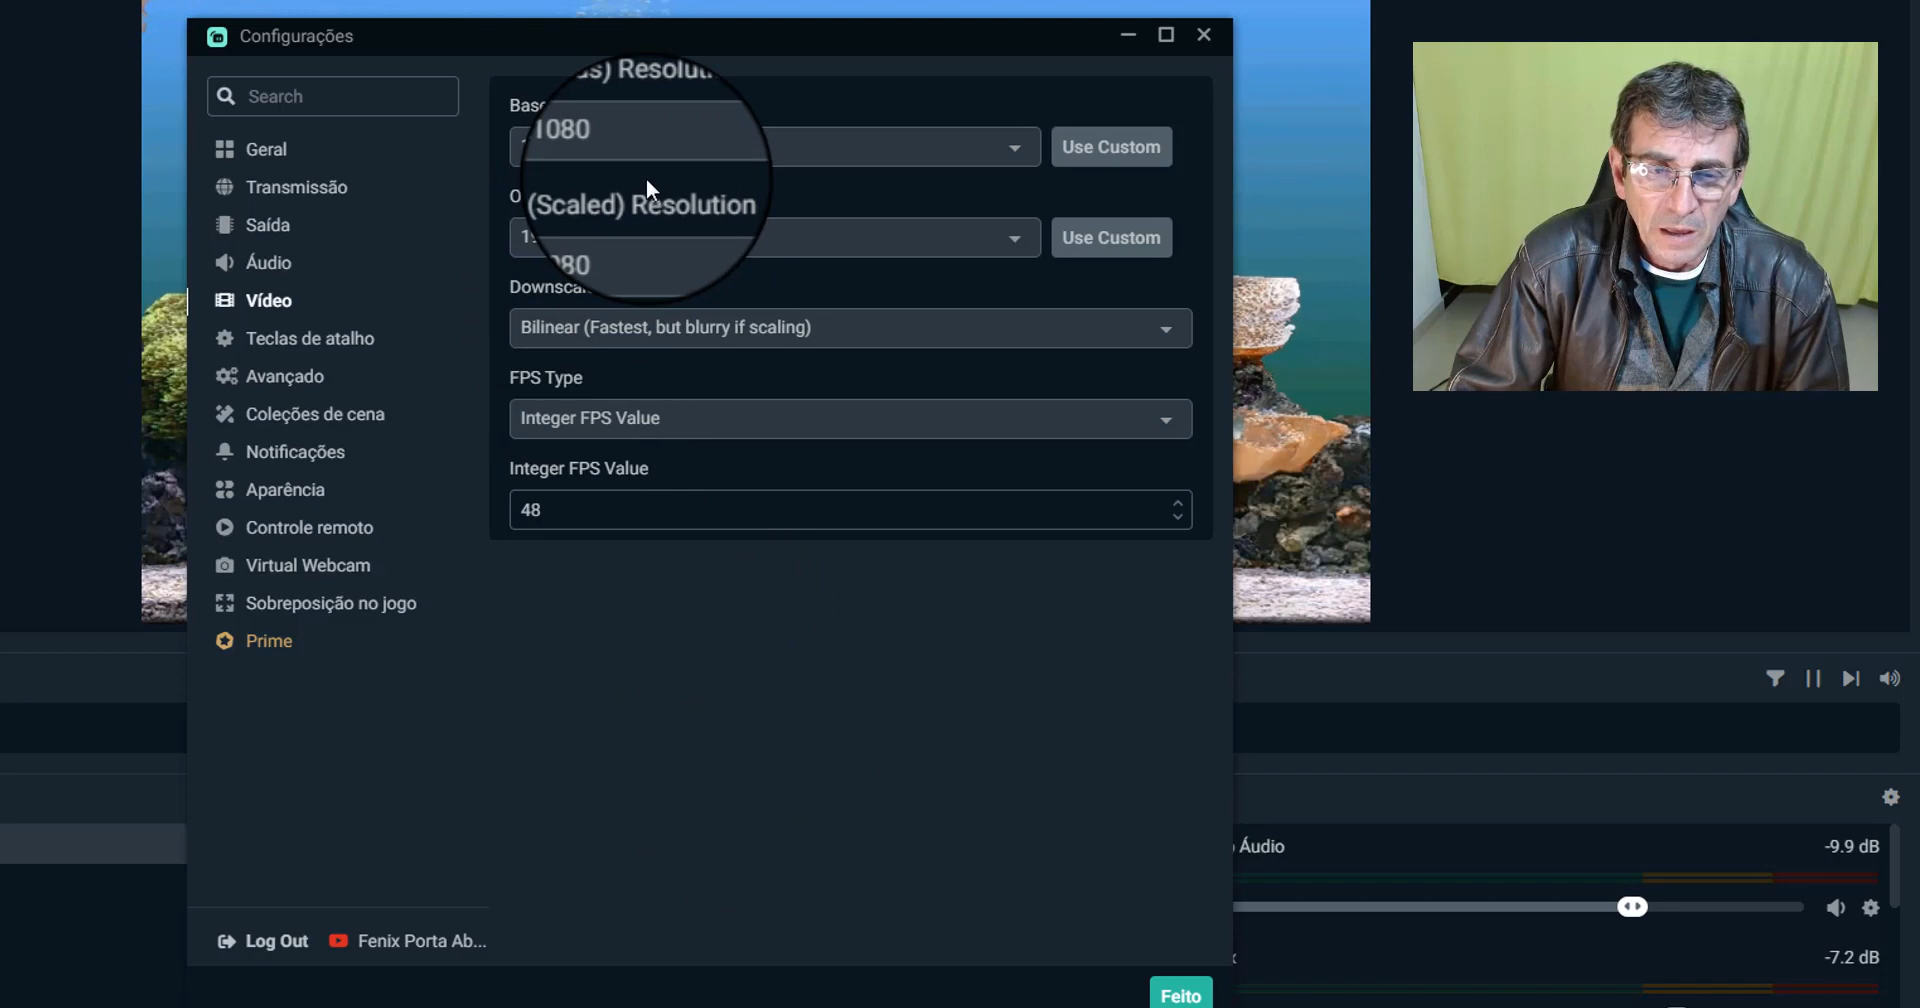 Configurações
Search
Geral
Transmissão
Saída
Áudio
Vídeo
Teclas de atalho
Avançado
Coleções de cena
Notificações
Aparência
Controle remoto
Virtual Webcam
Sobreposição no jogo
Prime
Log Out
Fenix Porta Ab...
Resoluti
1080
Use Custom
(Scaled) Resolution
Use Custom
Bilinear (Fastest, but blurry if scaling)
FPS Type
Integer FPS Value
Integer FPS Value
48
Feito
Áudio
-9.9 dB
-7.2 dB